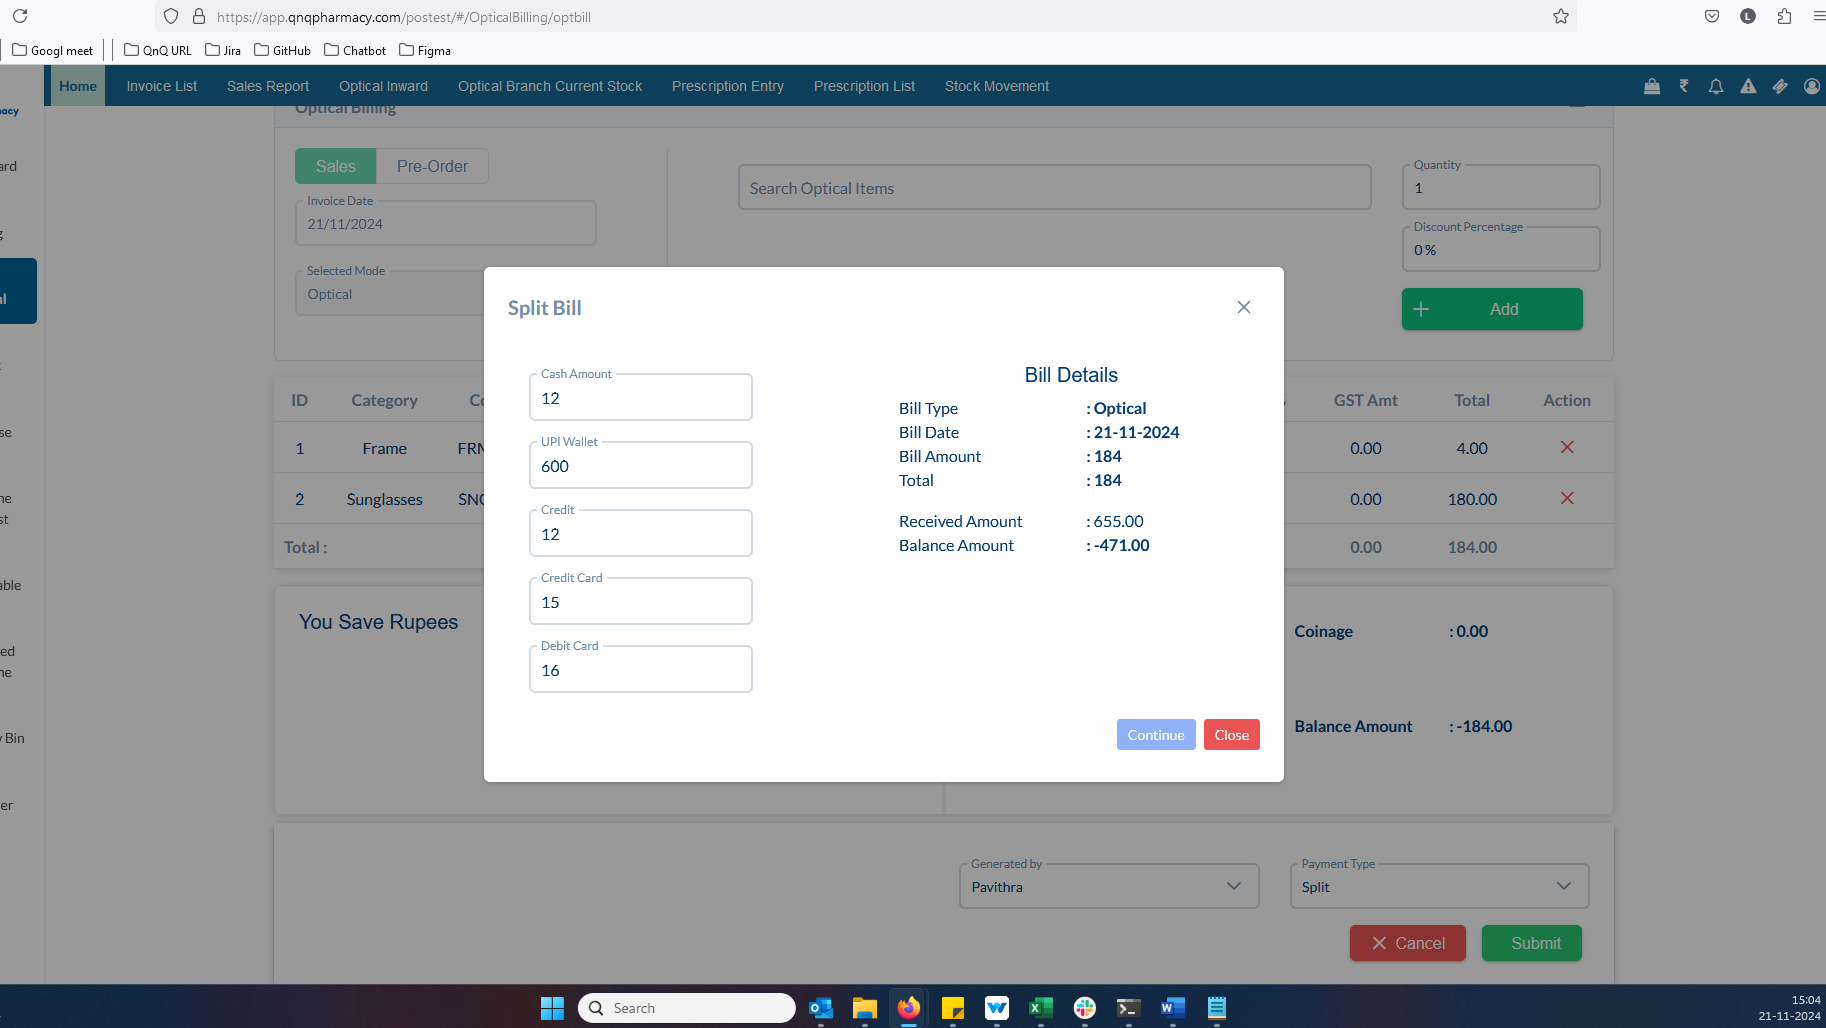 https://app.qnqpharmacy.com/postest/#/OpticalBilling/optbill
L
Googl meet
QnQ URL
Jira
GitHub
Chatbot
Figma
Home
Invoice List
Sales Report
Optical Inward
Optical Branch Current Stock
Prescription Entry
Prescription List
Stock Movement
Optical Billing
Sales
Pre-Order
Invoice Date
21/11/2024
Selected Mode
Optical
Search Optical Items
Quantity
1
Discount Percentage
0 %
Add
Split Bill
Cash Amount
12
UPI Wallet
600
Credit
12
Credit Card
15
Debit Card
16
Bill Details
Bill Type : Optical
Bill Date : 21-11-2024
Bill Amount : 184
Total : 184
Received Amount : 655.00
Balance Amount : -471.00
Continue
Close
ID Category Co GST Amt Total Action
1 Frame FRN 0.00 4.00
2 Sunglasses SNG 0.00 180.00
Total : 0.00 184.00
You Save Rupees
Coinage : 0.00
Balance Amount : -184.00
Generated by
Pavithra
Payment Type
Split
Cancel
Submit
Search
15:04
21-11-2024